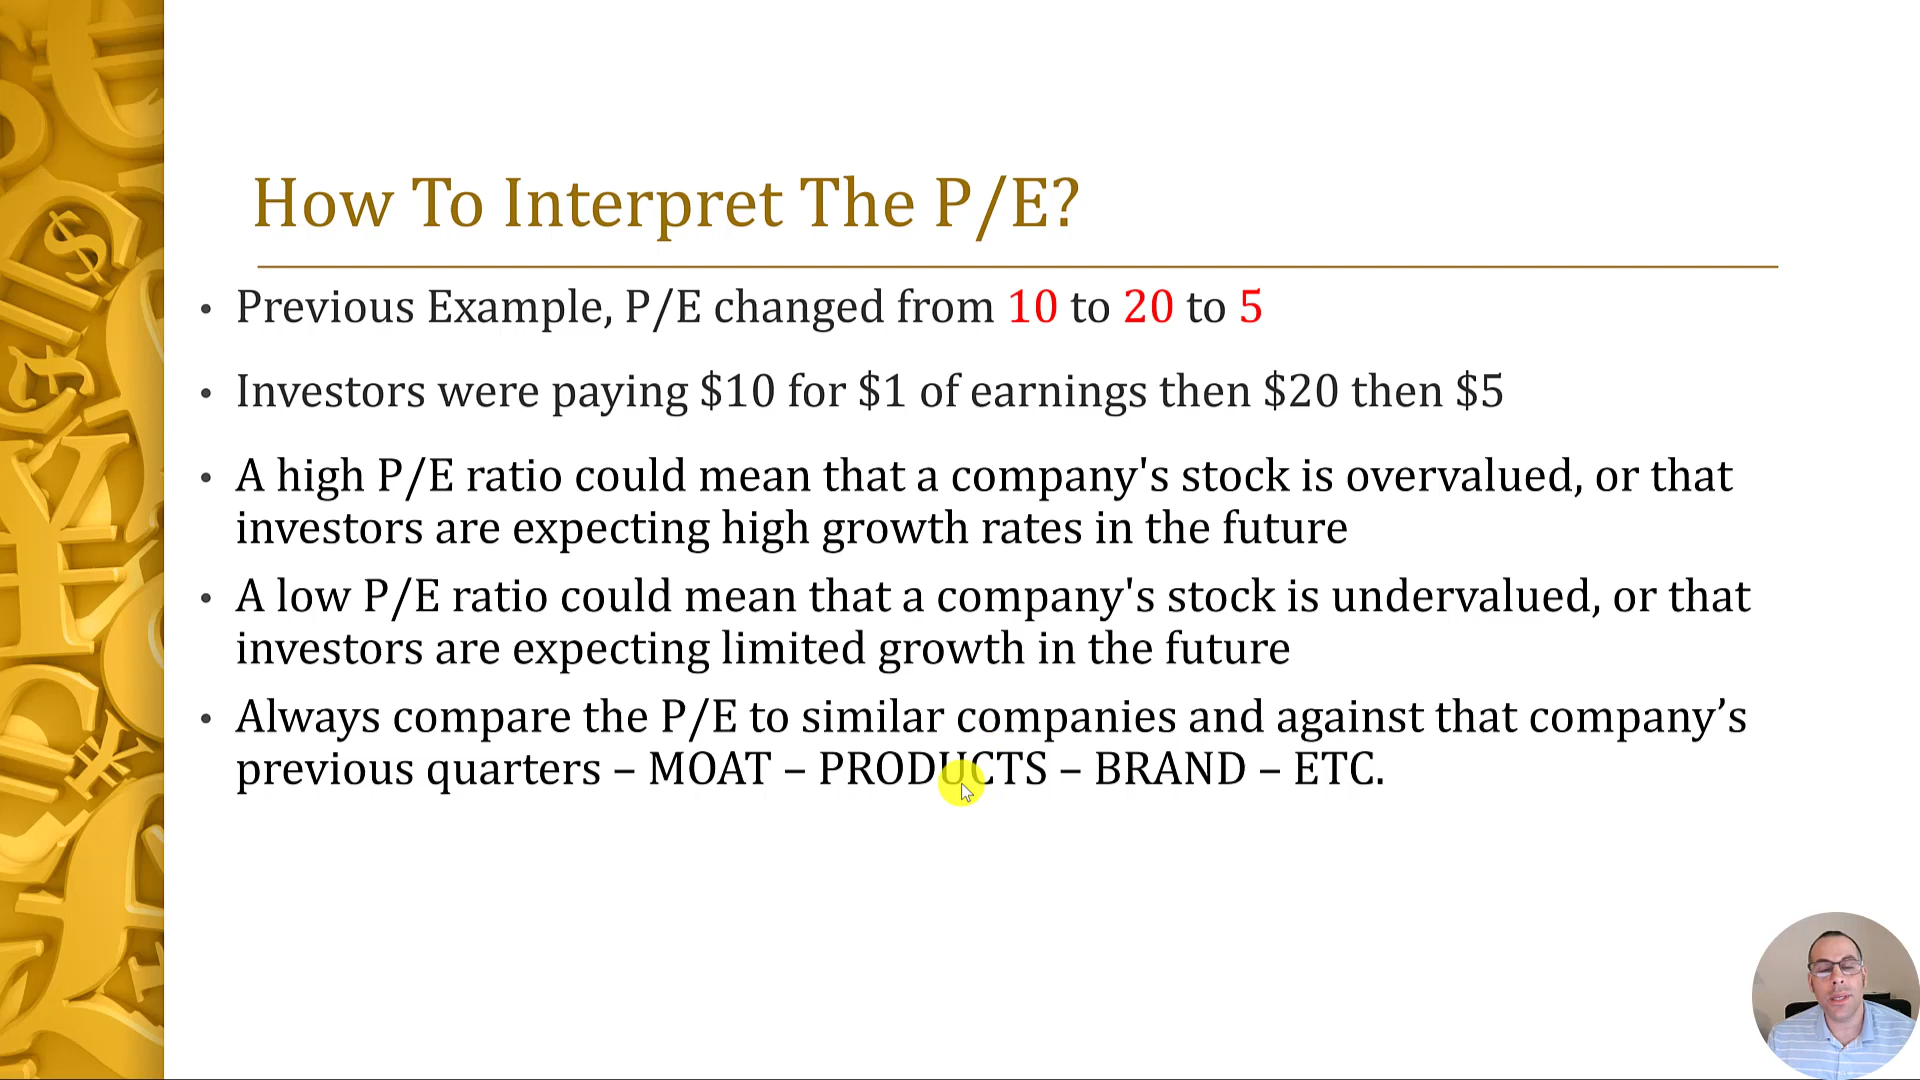 How To Interpret The P/E?
• Previous Example, P/E changed from 10 to 20 to 5
• Investors were paying $10 for $1 of earnings then $20 then $5
• A high P/E ratio could mean that a company's stock is overvalued, or that
investors are expecting high growth rates in the future
• A low P/E ratio could mean that a company's stock is undervalued, or that
investors are expecting limited growth in the future
• Always compare the P/E to similar companies and against that company’s
previous quarters – MOAT – PRODUCTS – BRAND – ETC.